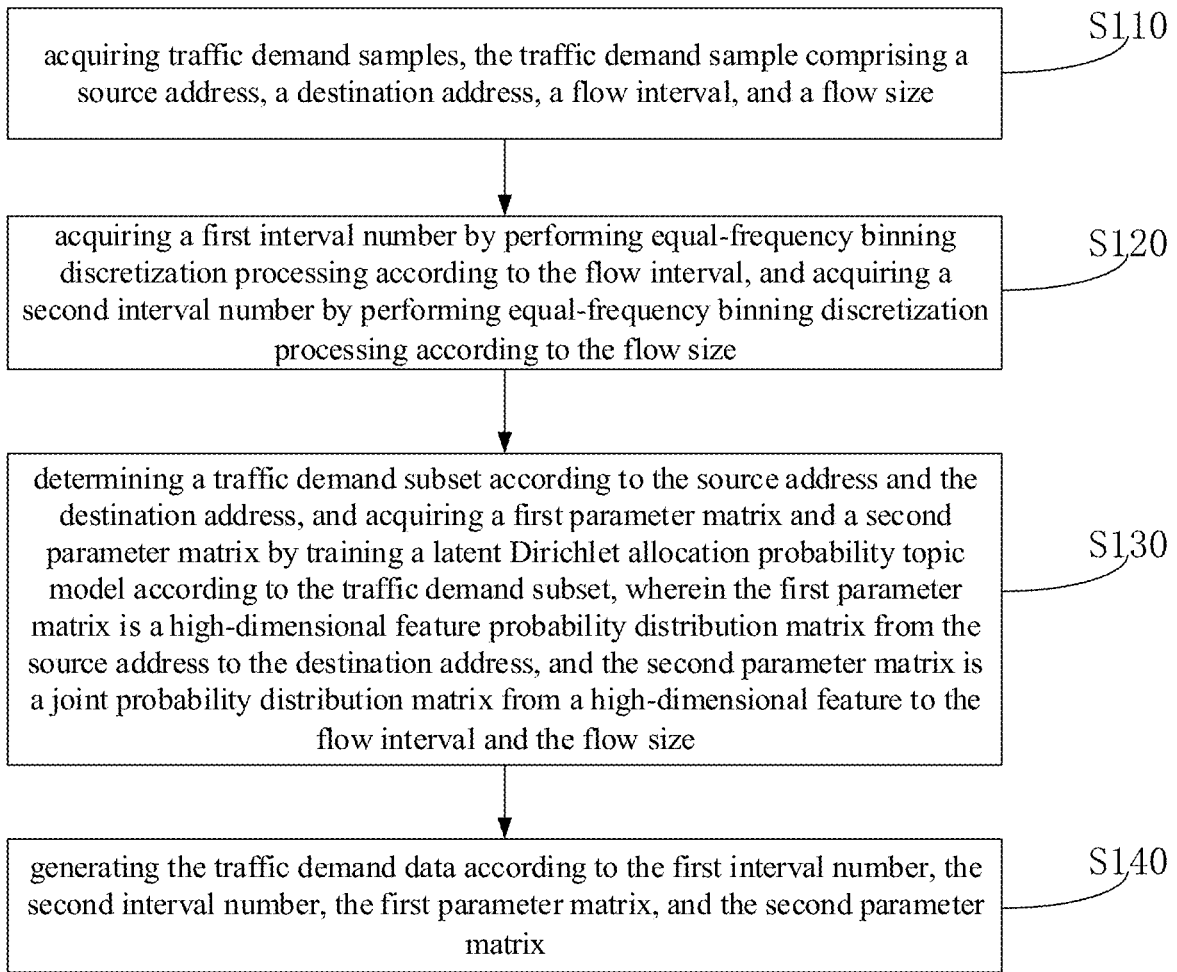 S110
acquiring traffic demand samples, the traffic demand sample comprising a
source address, a destination address, a flow interval, and a flow size
S120
acquiring a first interval number by performing equal-frequency binning
discretization processing according to the flow interval, and acquiring a
second interval number by performing equal-frequency binning discretization
processing according to the flow size
S130
determining a traffic demand subset according to the source address and the
destination address, and acquiring a first parameter matrix and a second
parameter matrix by training a latent Dirichlet allocation probability topic
model according to the traffic demand subset, wherein the first parameter
matrix is a high-dimensional feature probability distribution matrix from the
source address to the destination address, and the second parameter matrix is
a joint probability distribution matrix from a high-dimensional feature to the
flow interval and the flow size
S140
generating the traffic demand data according to the first interval number, the
second interval number, the first parameter matrix, and the second parameter
matrix